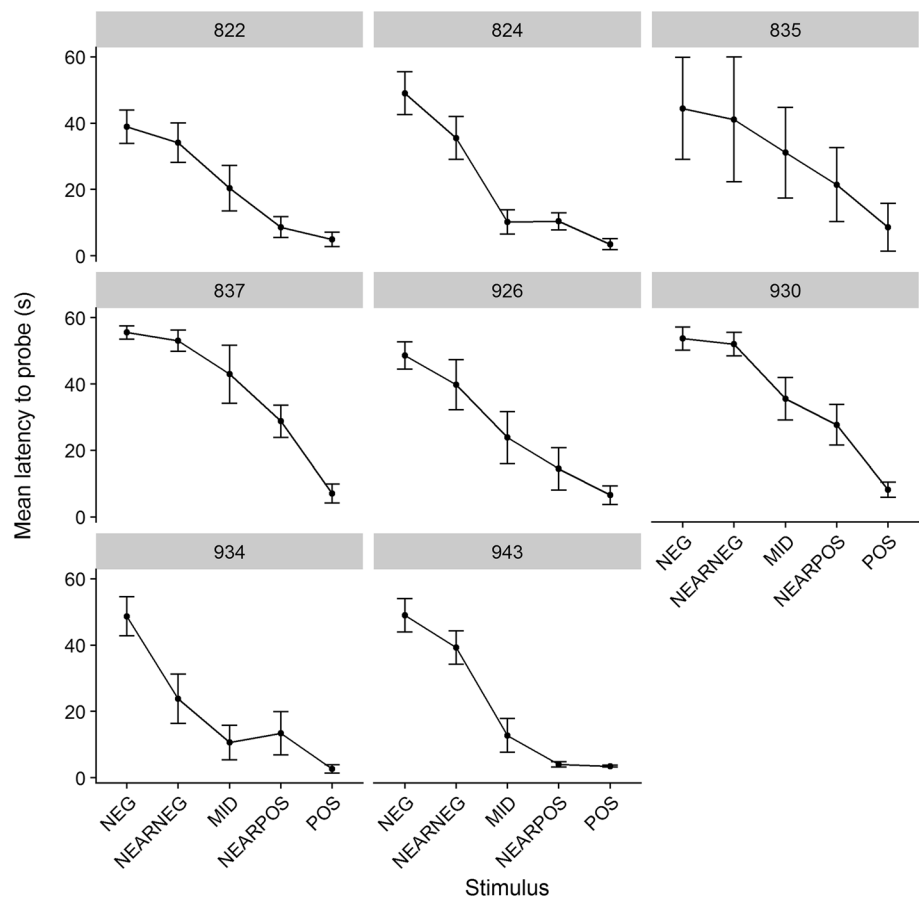 822 824 835
60
40
20
0
837 926 930
Mean latency to probe (s)
60
40
20
0
NEG NEARNEG MID NEARPOS POS
934 943
60
40
20
0
NEG NEARNEG MID NEARPOS POS NEG NEARNEG MID NEARPOS POS
Stimulus